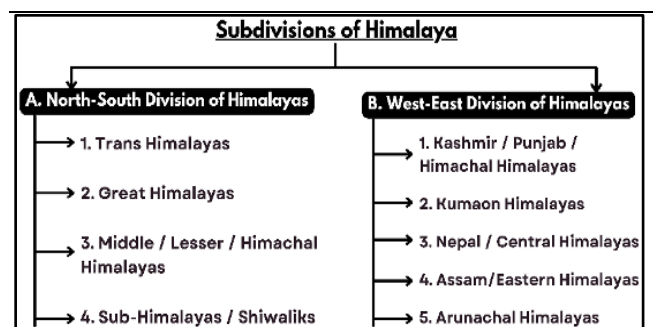 Subdivisions of Himalaya
A. North-South Division of Himalayas
1. Trans Himalayas
2. Great Himalayas
3. Middle / Lesser / Himachal
Himalayas
4. Sub-Himalayas / Shiwaliks
B. West-East Division of Himalayas
1. Kashmir / Punjab /
Himachal Himalayas
2. Kumaon Himalayas
3. Nepal / Central Himalayas
4. Assam/Eastern Himalayas
5. Arunachal Himalayas